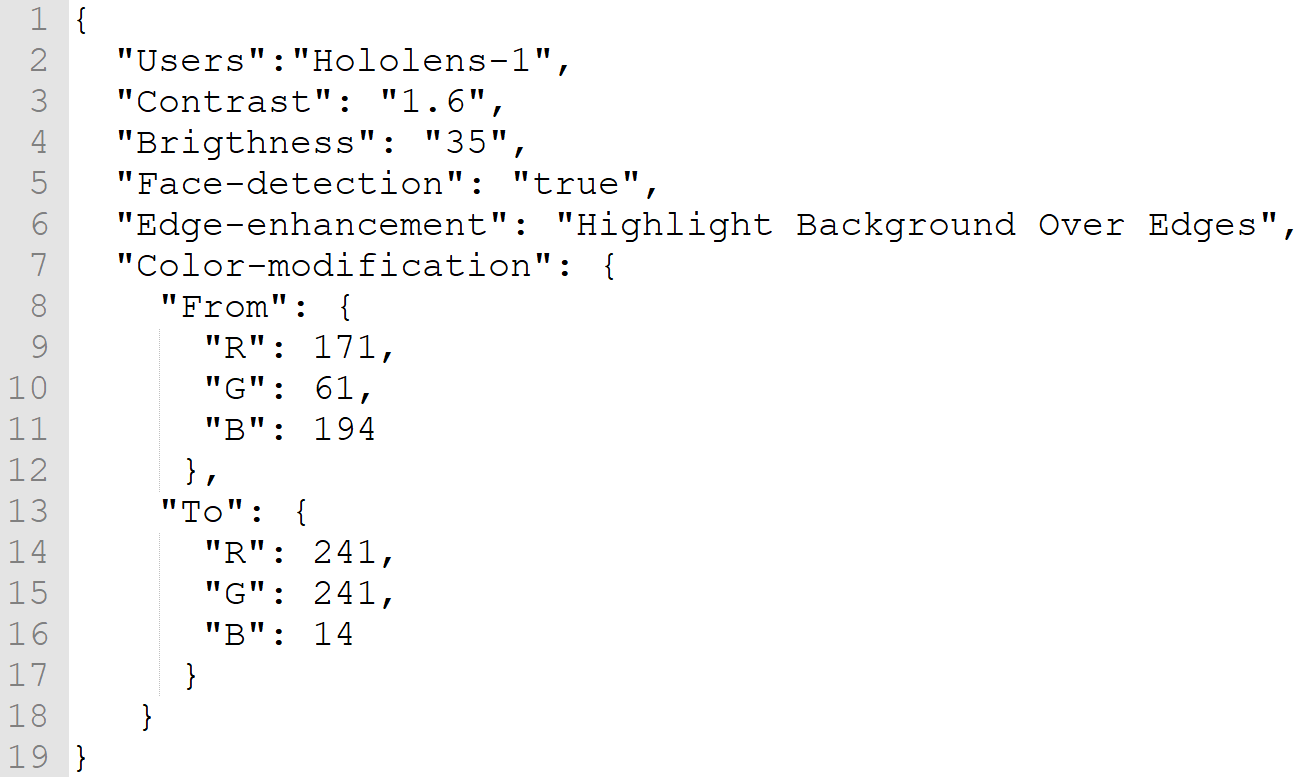 1 {
2   "Users":"Hololens-1",
3   "Contrast": "1.6",
4   "Brigthness": "35",
5   "Face-detection": "true",
6   "Edge-enhancement": "Highlight Background Over Edges",
7   "Color-modification": {
8     "From": {
9       "R": 171,
10       "G": 61,
11       "B": 194
12      },
13     "To": {
14       "R": 241,
15       "G": 241,
16       "B": 14
17      }
18    }
19 }